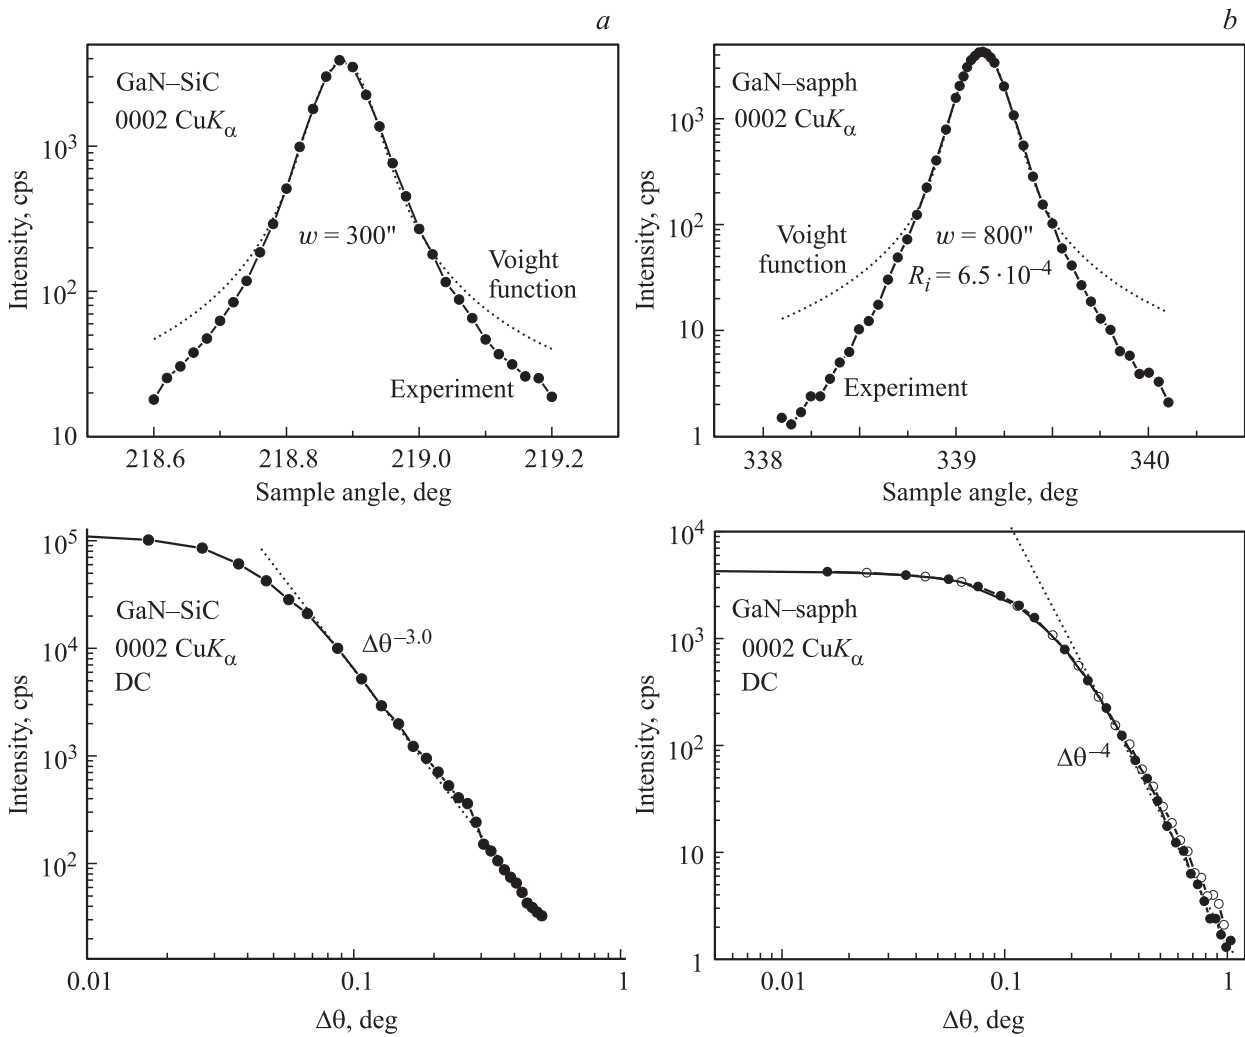 a
GaN–SiC
0002 CuKα
w = 300"
Voight
function
Experiment
Intensity, cps
10³
10²
10
218.6 218.8 219.0 219.2
Sample angle, deg
b
GaN–sapph
0002 CuKα
Voight
function
w = 800"
Rᵢ = 6.5 · 10⁻⁴
Experiment
Intensity, cps
10³
10²
10
1
338 339 340
Sample angle, deg
GaN–SiC
0002 CuKα
DC
Δθ⁻³·⁰
Intensity, cps
10⁵
10⁴
10³
10²
0.01 0.1 1
Δθ, deg
GaN–sapph
0002 CuKα
DC
Δθ⁻⁴
Intensity, cps
10⁴
10³
10²
10
1
0.01 0.1 1
Δθ, deg